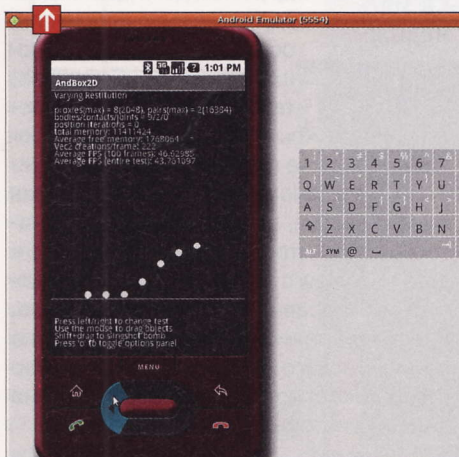 Android Emulator (5554)
3G 1:01 PM
AndBox2D
Varying Restitution
proxies(max) = 8(2048), pairs(max) = 2(16384)
bodies/contacts/joints = 9/2/0
position iterations = 0
total memory: 11411424
Average free memory: 1768064
Vec2 creations/frame: 222
Average FPS (100 frames): 46.62985
Average FPS (entire test): 43.761097
Press left/right to change test
Use the mouse to drag objects
Shift+drag to slingshot bomb
Press 'o' to toggle options panel
MENU
1 2 3 4 5 6 7
Q W E R T Y U
A S D F G H J
Z X C V B N
ALT SYM @